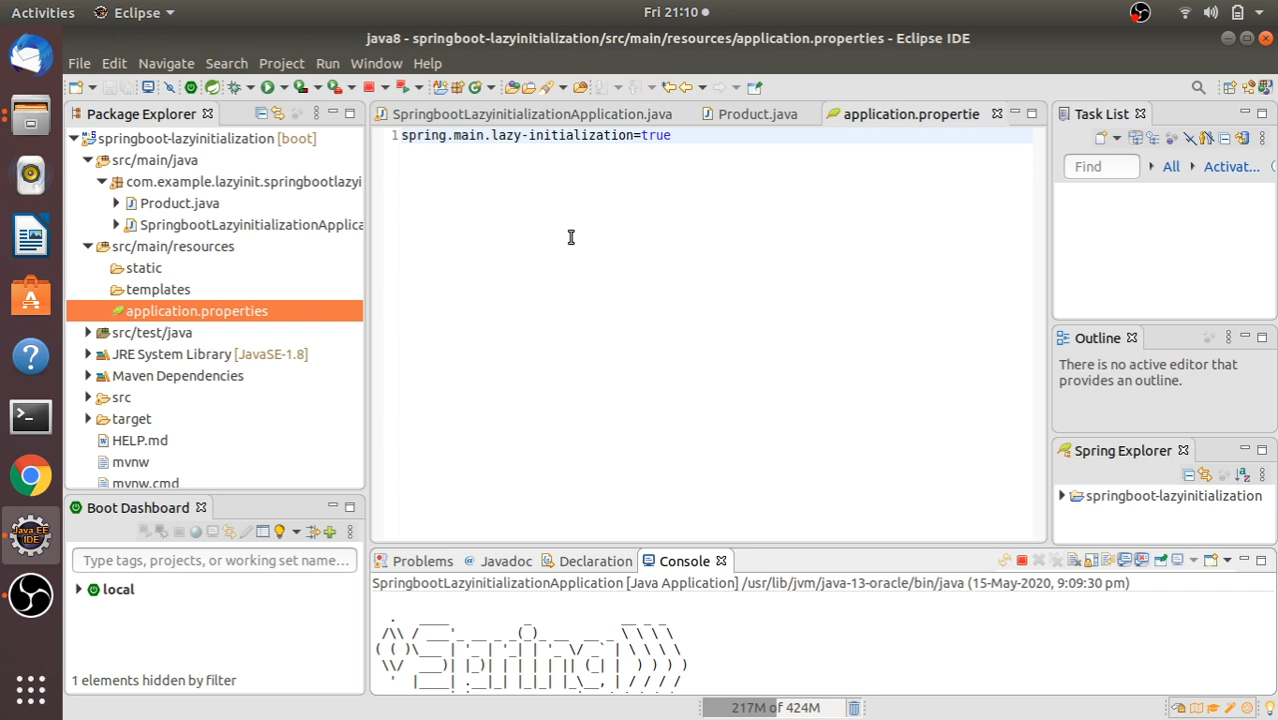 Activities Eclipse Fri 21:10
java8 - springboot-lazyinitialization/src/main/resources/application.properties - Eclipse IDE
File Edit Navigate Search Project Run Window Help
Package Explorer
SpringbootLazyinitializationApplication.java Product.java application.propertie
Task List
springboot-lazyinitialization [boot]
1 spring.main.lazy-initialization=true
src/main/java
Find All Activat...
com.example.lazyinit.springbootlazyi
Product.java
SpringbootLazyinitializationApplica
src/main/resources
static
templates
application.properties
src/test/java
Outline
JRE System Library [JavaSE-1.8]
There is no active editor that
provides an outline.
Maven Dependencies
src
target
HELP.md
Spring Explorer
mvnw
mvnw.cmd
springboot-lazyinitialization
Boot Dashboard
Type tags, projects, or working set name...
local
1 elements hidden by filter
Problems Javadoc Declaration Console
SpringbootLazyinitializationApplication [Java Application] /usr/lib/jvm/java-13-oracle/bin/java (15-May-2020, 9:09:30 pm)
Spring
217M of 424M
Java EE
IDE